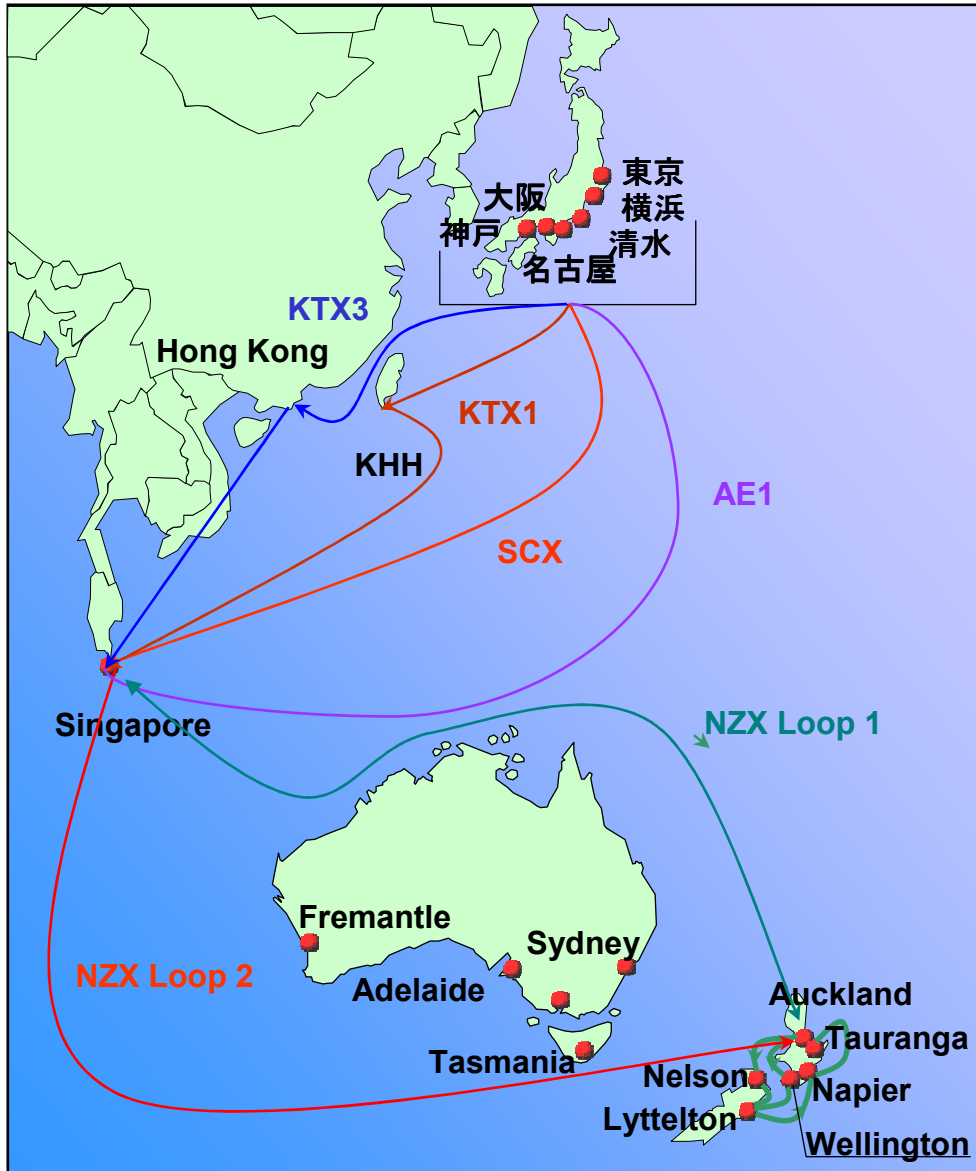 東京
大阪
横浜
神戸
清水
名古屋
KTX3
Hong Kong
KTX1
KHH
AE1
SCX
Singapore
NZX Loop 1
Fremantle
Sydney
NZX Loop 2
Adelaide
Auckland
Tauranga
Tasmania
Nelson
Napier
Lyttelton
Wellington